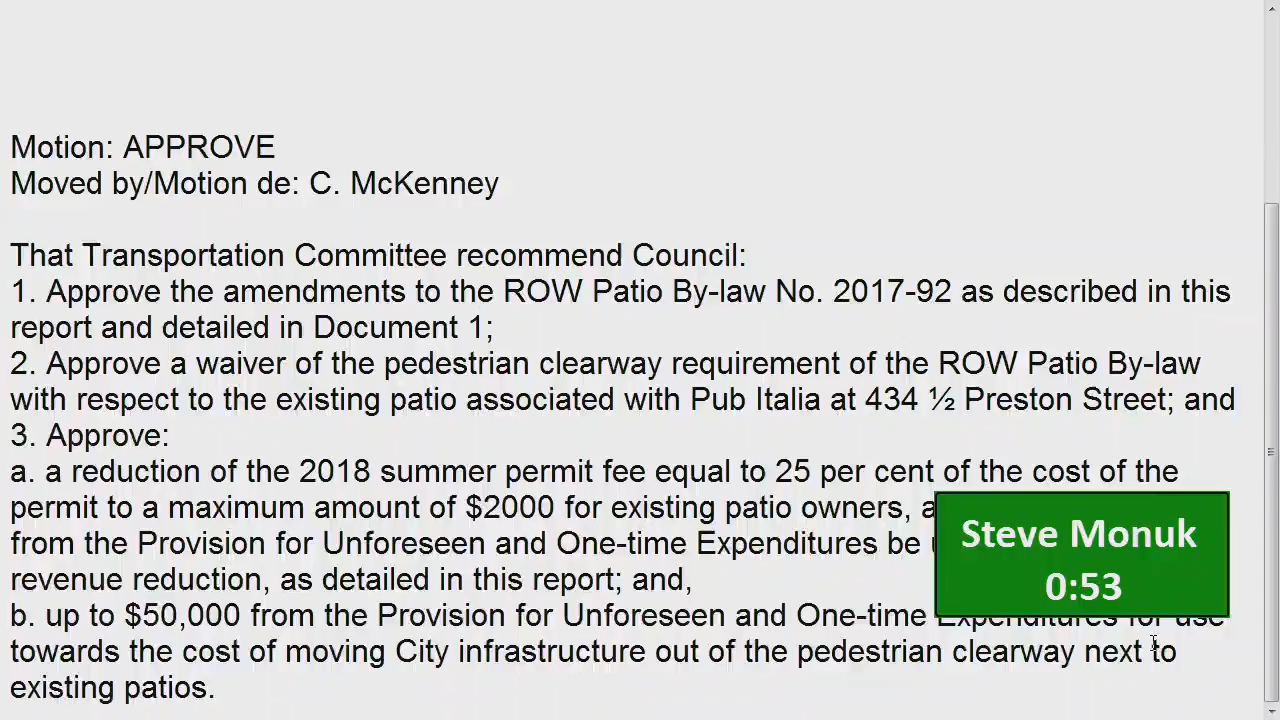 Motion: APPROVE
Moved by/Motion de: C. McKenney
That Transportation Committee recommend Council:
1. Approve the amendments to the ROW Patio By-law No. 2017-92 as described in this
report and detailed in Document 1;
2. Approve a waiver of the pedestrian clearway requirement of the ROW Patio By-law
with respect to the existing patio associated with Pub Italia at 434 ½ Preston Street; and
3. Approve:
a. a reduction of the 2018 summer permit fee equal to 25 per cent of the cost of the
permit to a maximum amount of $2000 for existing patio owners,
from the Provision for Unforeseen and One-time Expenditures be
revenue reduction, as detailed in this report; and,
b. up to $50,000 from the Provision for Unforeseen and One-time Expenditures for use
towards the cost of moving City infrastructure out of the pedestrian clearway next to
existing patios.
Steve Monuk
0:53